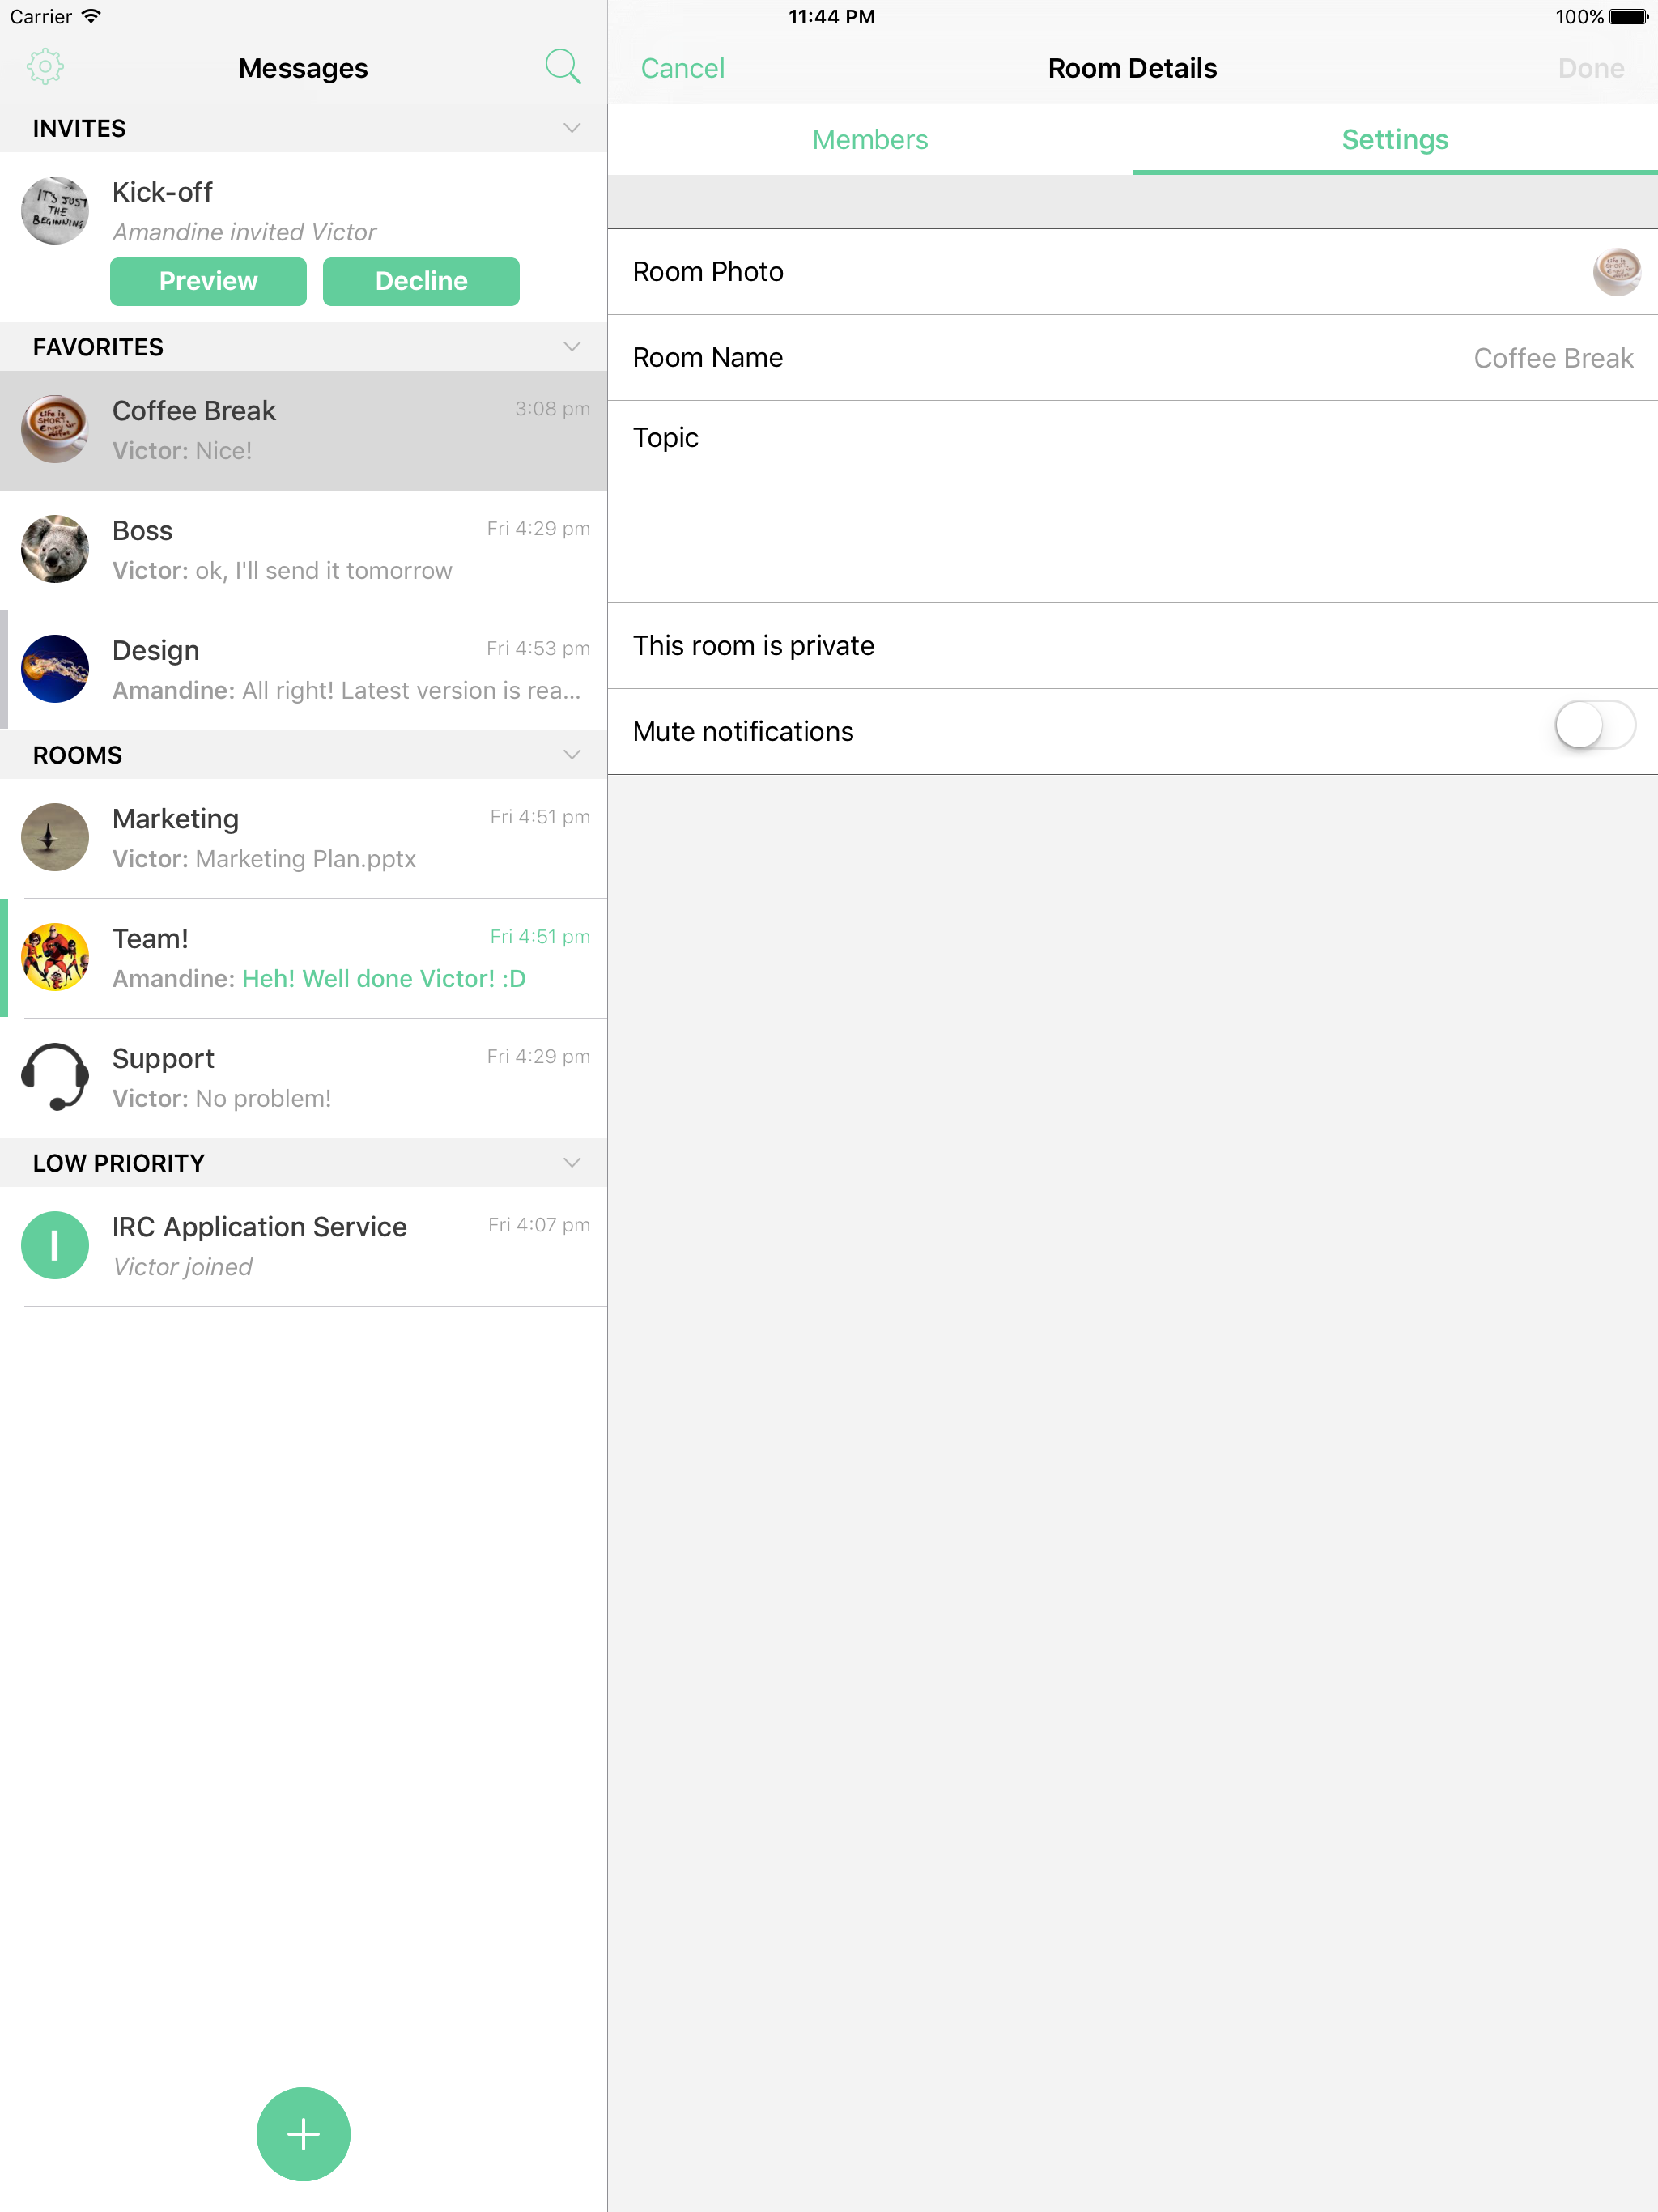 Carrier
11:44 PM
100%
Messages
INVITES
IT'S JUST
THE
BEGINNING
Kick-off
Amandine invited Victor
Preview
Decline
FAVORITES
Life is
SHORT,
Enjoy
Coffee
Coffee Break
3:08 pm
Victor: Nice!
Boss
Fri 4:29 pm
Victor: ok, I'll send it tomorrow
Design
Fri 4:53 pm
Amandine: All right! Latest version is rea...
ROOMS
Marketing
Fri 4:51 pm
Victor: Marketing Plan.pptx
Team!
Fri 4:51 pm
Amandine: Heh! Well done Victor! :D
Support
Fri 4:29 pm
Victor: No problem!
LOW PRIORITY
I
IRC Application Service
Fri 4:07 pm
Victor joined
Cancel
Room Details
Done
Members
Settings
Room Photo
Room Name
Coffee Break
Topic
This room is private
Mute notifications